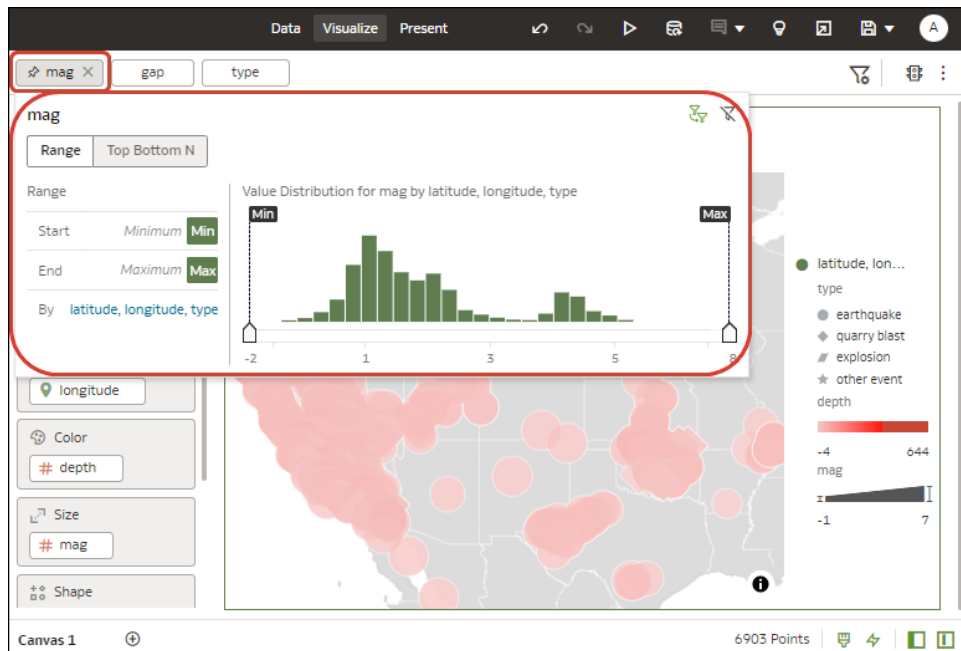 Data Visualize Present A
mag gap type
mag
Range Top Bottom N
Range
Start Minimum Min
End Maximum Max
By latitude, longitude, type
Value Distribution for mag by latitude, longitude, type
Min Max
-2 1 3 5 8
longitude
Color
# depth
Size
# mag
Shape
latitude, lon...
type
earthquake
quarry blast
explosion
other event
depth
-4 644
mag
-1 7
Canvas 1 6903 Points